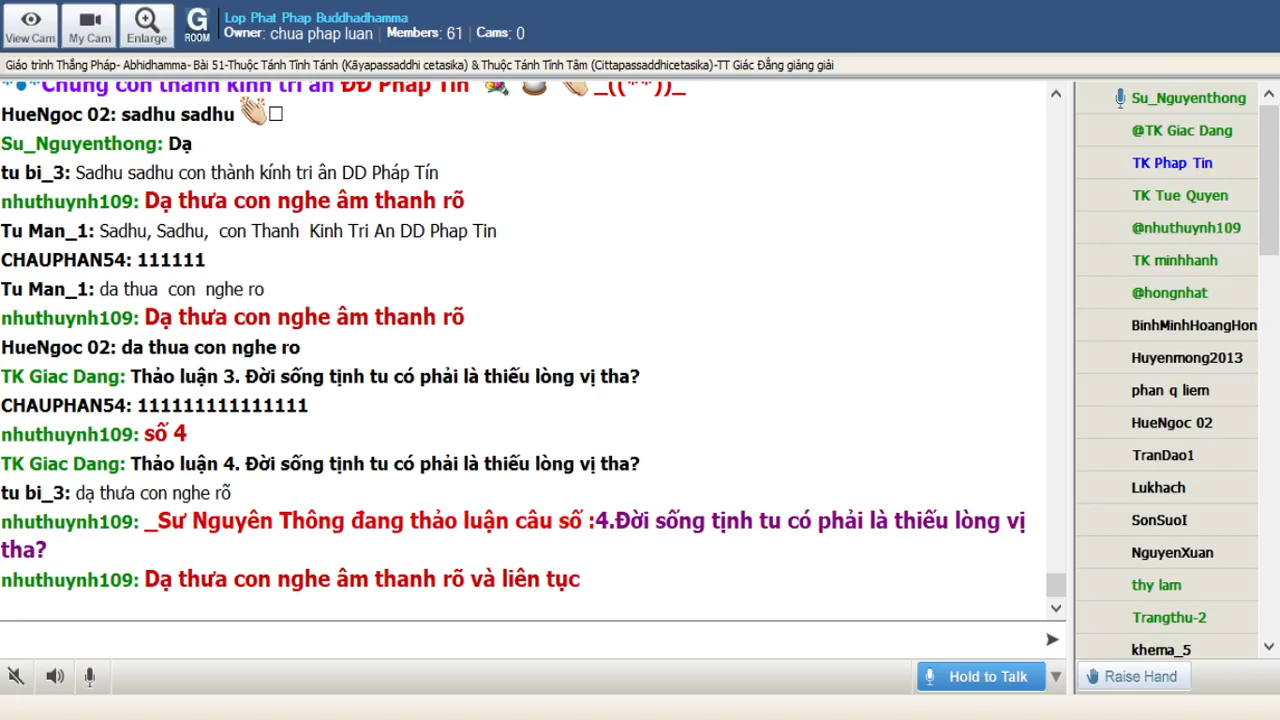 View Cam
My Cam
Enlarge
G
ROOM
Lop Phat Phap Buddhadhamma
Owner: chua phap luan | Members: 61 | Cams: 0
Giáo trình Thắng Pháp- Abhidhamma- Bài 51-Thuộc Tánh Tĩnh Tánh (Kāyapassaddhi cetasika) & Thuộc Tánh Tĩnh Tâm (Cittapassaddhicetasika)-TT Giác Đẳng giảng giải
*●*Chúng con thành kính tri ân ĐĐ Pháp Tín _((**))_
HueNgoc 02: sadhu sadhu
Su_Nguyenthong: Dạ
tu bi_3: Sadhu sadhu con thành kính tri ân DD Pháp Tín
nhuthuynh109: Dạ thưa con nghe âm thanh rõ
Tu Man_1: Sadhu, Sadhu, con Thanh Kinh Tri An DD Phap Tin
CHAUPHAN54: 111111
Tu Man_1: da thua con nghe ro
nhuthuynh109: Dạ thưa con nghe âm thanh rõ
HueNgoc 02: da thua con nghe ro
TK Giac Dang: Thảo luận 3. Đời sống tịnh tu có phải là thiếu lòng vị tha?
CHAUPHAN54: 111111111111111
nhuthuynh109: số 4
TK Giac Dang: Thảo luận 4. Đời sống tịnh tu có phải là thiếu lòng vị tha?
tu bi_3: dạ thưa con nghe rõ
nhuthuynh109: _Sư Nguyên Thông đang thảo luận câu số :4.Đời sống tịnh tu có phải là thiếu lòng vị
tha?
nhuthuynh109: Dạ thưa con nghe âm thanh rõ và liên tục
Hold to Talk
Su_Nguyenthong
@TK Giac Dang
TK Phap Tin
TK Tue Quyen
@nhuthuynh109
TK minhhanh
@hongnhat
BinhMinhHoangHon
Huyenmong2013
phan q liem
HueNgoc 02
TranDao1
Lukhach
SonSuoI
NguyenXuan
thy lam
Trangthu-2
khema_5
Raise Hand